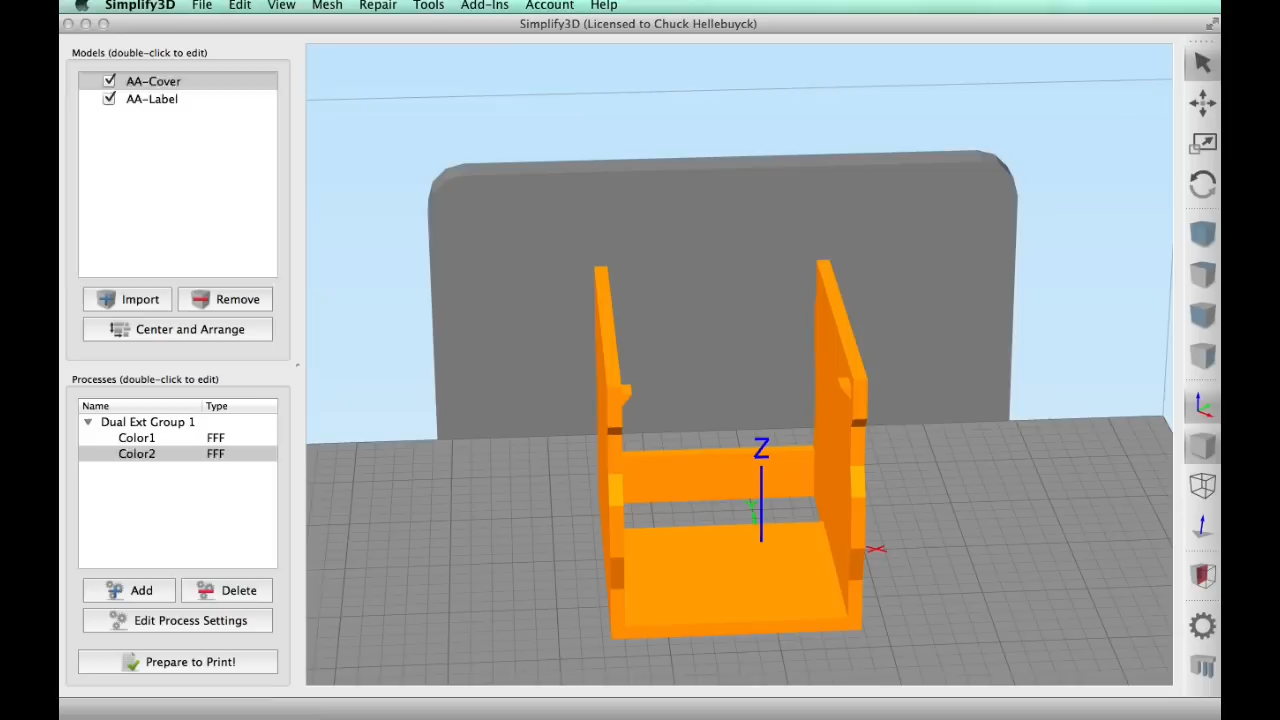 Simplify3D File Edit View Mesh Repair Tools Add-Ins Account Help
Simplify3D (Licensed to Chuck Hellebuyck)
Models (double-click to edit)
AA-Cover
AA-Label
Import Remove
Center and Arrange
Processes (double-click to edit)
Name Type
Dual Ext Group 1
Color1 FFF
Color2 FFF
Add Delete
Edit Process Settings
Prepare to Print!
Z